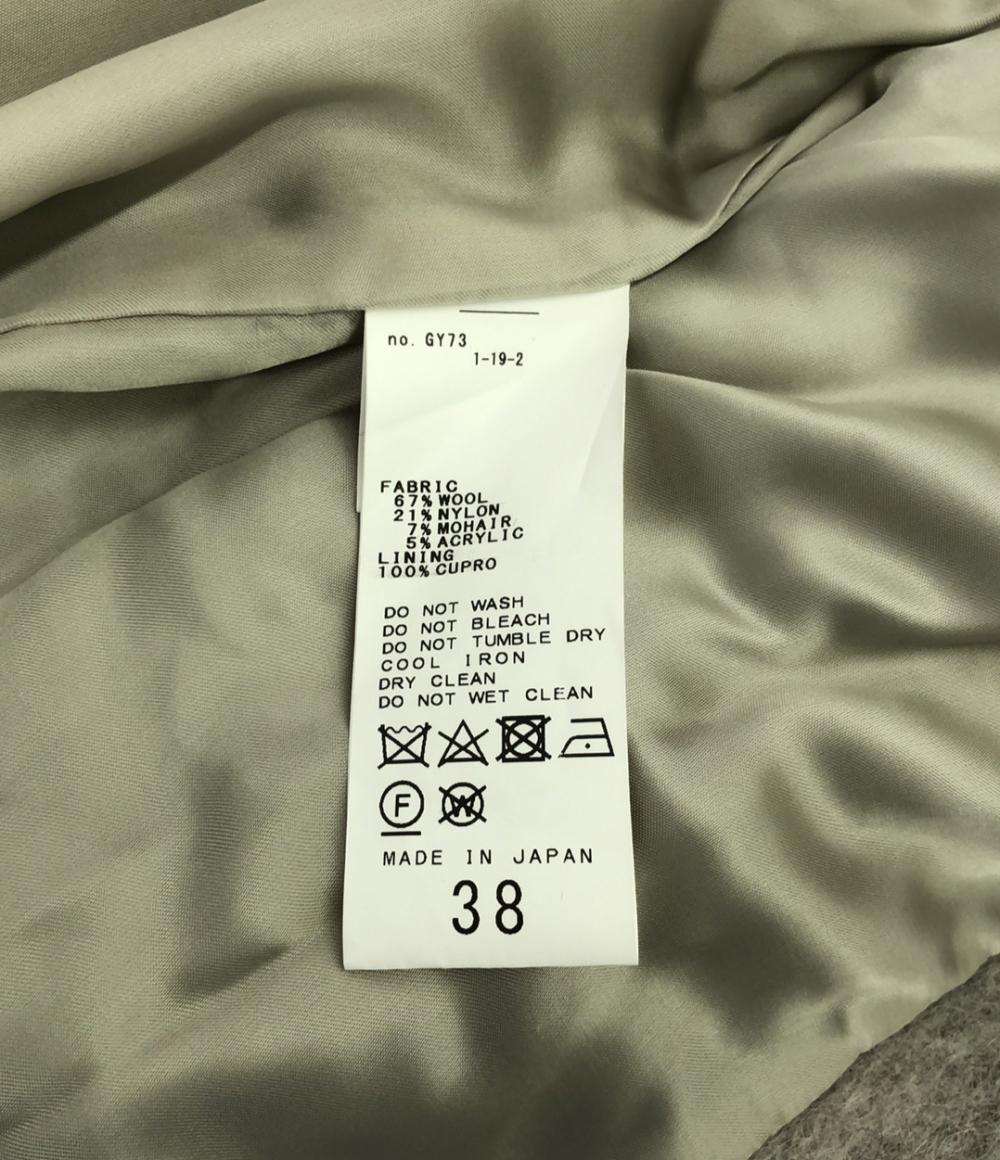 no. GY73
1-19-2
FABRIC
67% WOOL
21% NYLON
7% MOHAIR
5% ACRYLIC
LINING
100% CUPRO
DO NOT WASH
DO NOT BLEACH
DO NOT TUMBLE DRY
COOL IRON
DRY CLEAN
DO NOT WET CLEAN
F W
MADE IN JAPAN
38